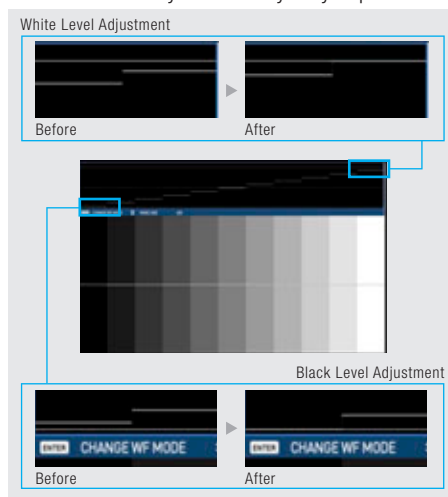 White Level Adjustment
Before
After
Black Level Adjustment
ENTER CHANGE WF MODE
ENTER CHANGE WF MODE
Before
After